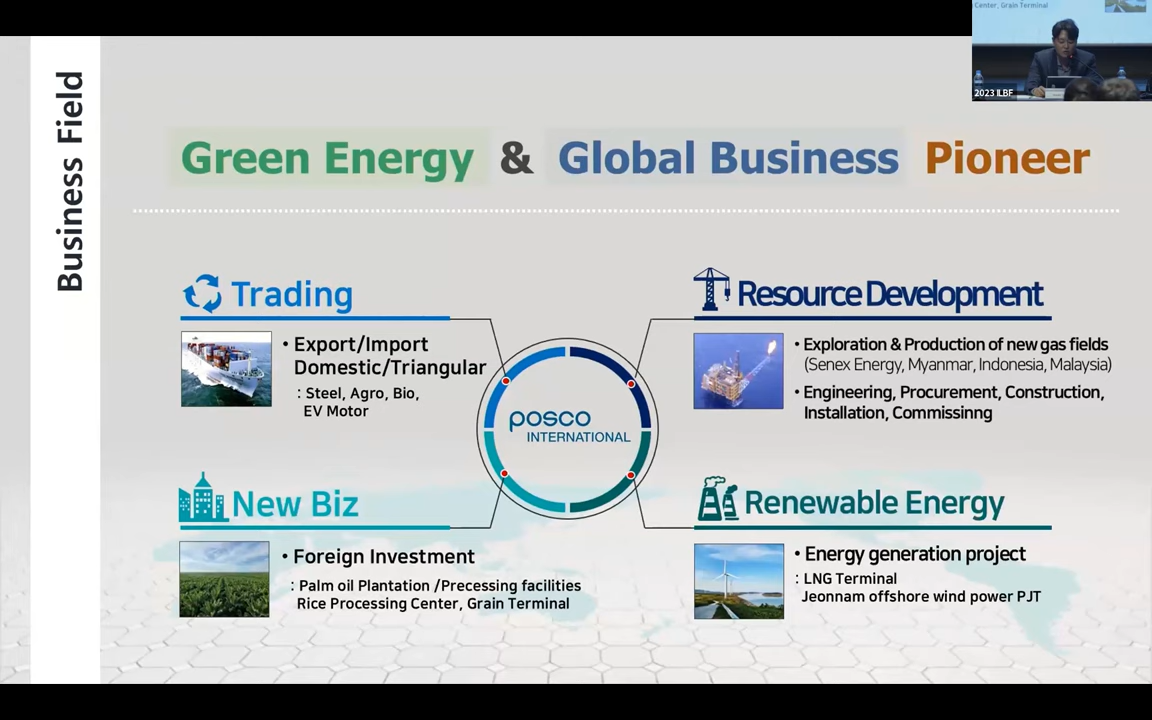 Center, Grain Terminal
2023 ILBF
Business Field
Green Energy & Global Business Pioneer
Trading
• Export/Import
Domestic/Triangular
: Steel, Agro, Bio,
EV Motor
Resource Development
• Exploration & Production of new gas fields
(Senex Energy, Myanmar, Indonesia, Malaysia)
• Engineering, Procurement, Construction,
Installation, Commissinng
posco
INTERNATIONAL
New Biz
• Foreign Investment
: Palm oil Plantation /Precessing facilities
Rice Processing Center, Grain Terminal
Renewable Energy
• Energy generation project
: LNG Terminal
Jeonnam offshore wind power PJT